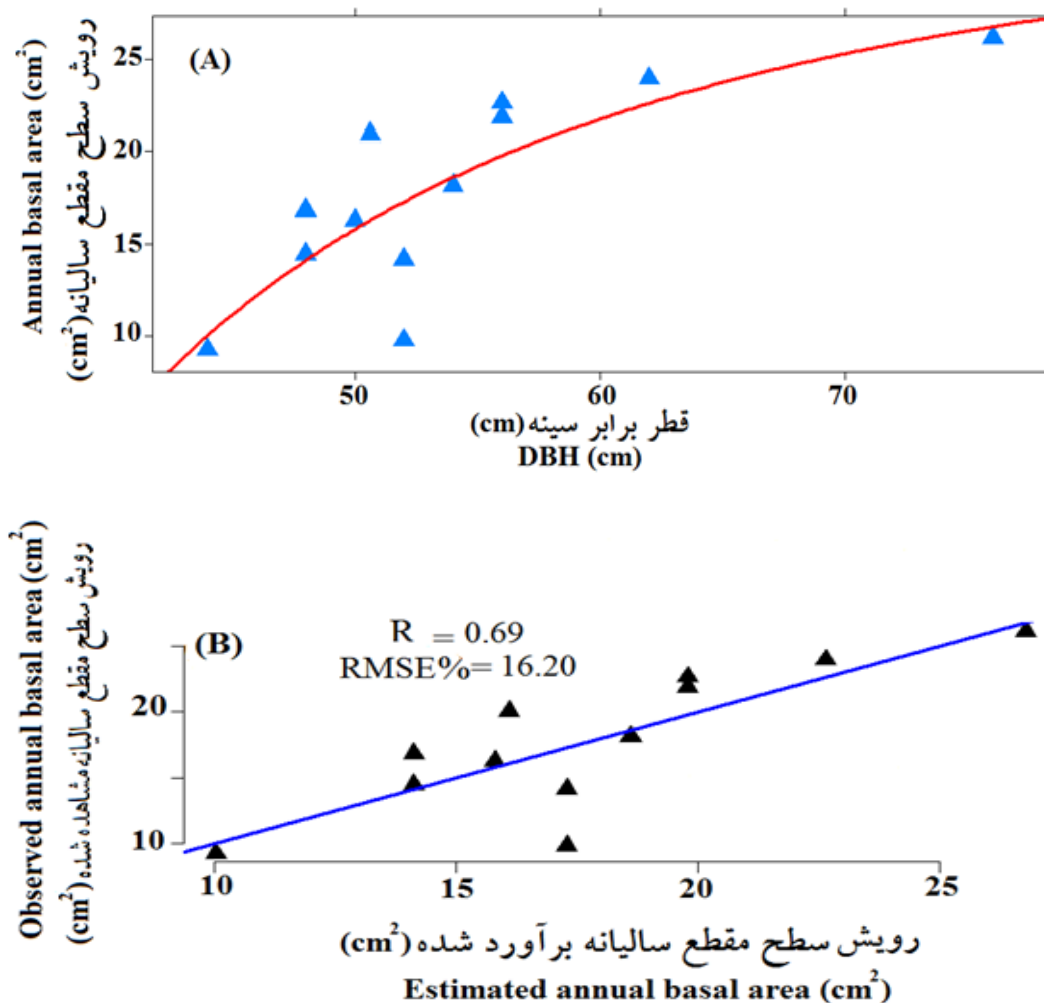 (A)
Annual basal area (cm²)
رویش سطح مقطع سالیانه(cm²)
25
20
15
10
50
60
70
قطر برابر سینه(cm)
DBH (cm)
(B)
R = 0.69
RMSE%= 16.20
Observed annual basal area (cm²)
رویش سطح مقطع سالیانه مشاهده شده(cm²)
20
10
10
15
20
25
رویش سطح مقطع سالیانه برآورد شده (cm²)
Estimated annual basal area (cm²)